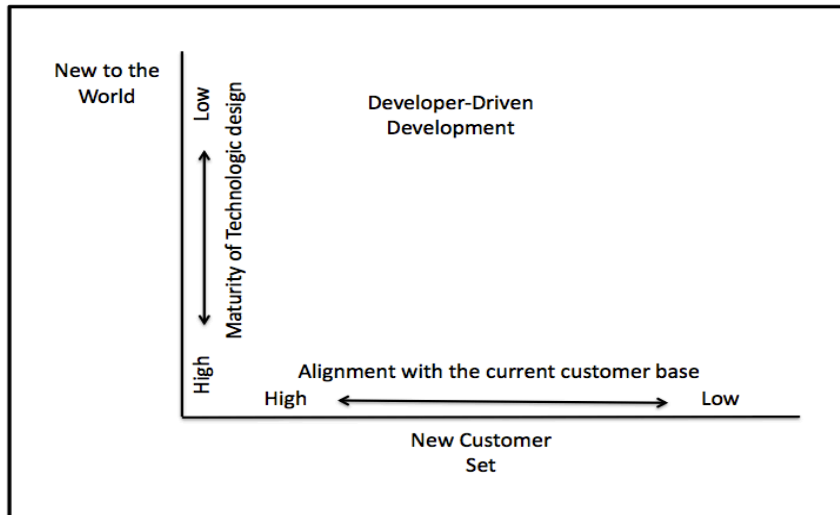 New to the
World
Low
Maturity of Technologic design
High
Developer-Driven
Development
Alignment with the current customer base
High
Low
New Customer
Set